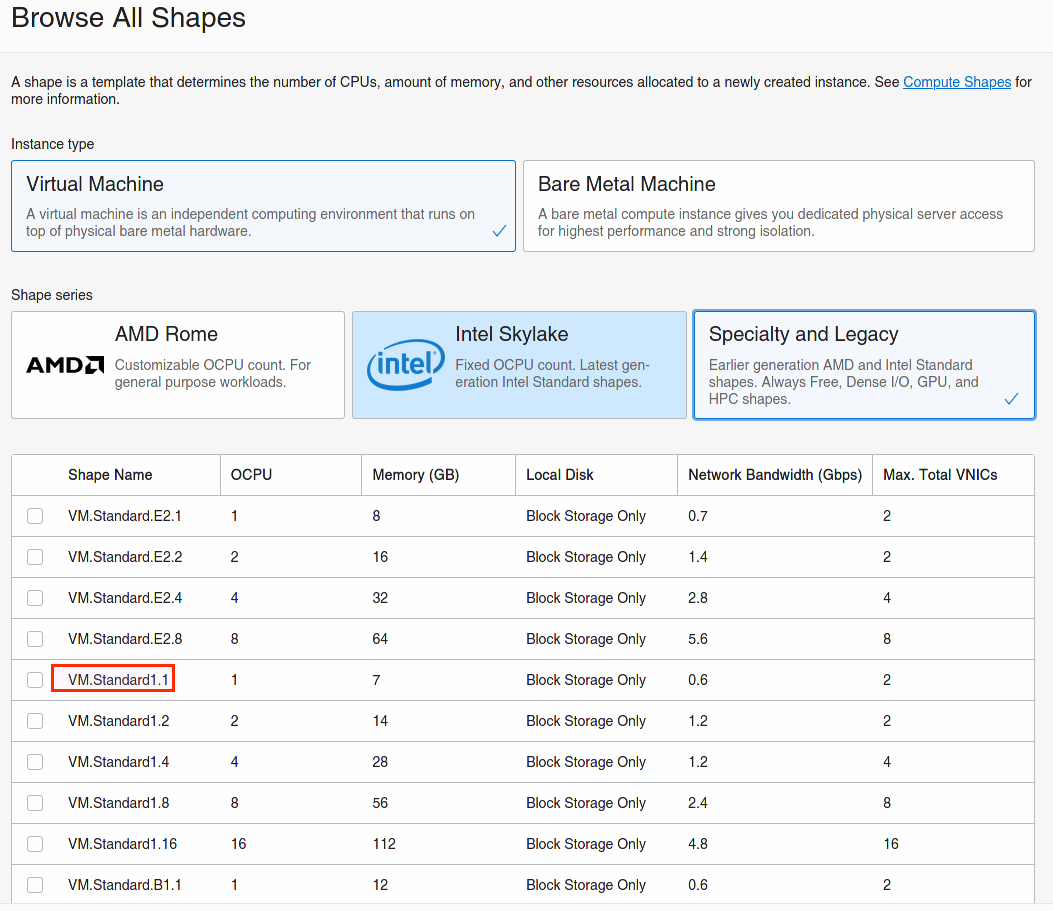 Browse All Shapes
A shape is a template that determines the number of CPUs, amount of memory, and other resources allocated to a newly created instance. See Compute Shapes for
more information.
Instance type
Virtual Machine
A virtual machine is an independent computing environment that runs on
top of physical bare metal hardware.
Bare Metal Machine
A bare metal compute instance gives you dedicated physical server access
for highest performance and strong isolation.
Shape series
AMD
AMD Rome
Customizable OCPU count. For
general purpose workloads.
intel
Intel Skylake
Fixed OCPU count. Latest gen-
eration Intel Standard shapes.
Specialty and Legacy
Earlier generation AMD and Intel Standard
shapes. Always Free, Dense I/O, GPU, and
HPC shapes.
Shape Name OCPU Memory (GB) Local Disk Network Bandwidth (Gbps) Max. Total VNICs
VM.Standard.E2.1 1 8 Block Storage Only 0.7 2
VM.Standard.E2.2 2 16 Block Storage Only 1.4 2
VM.Standard.E2.4 4 32 Block Storage Only 2.8 4
VM.Standard.E2.8 8 64 Block Storage Only 5.6 8
VM.Standard1.1 1 7 Block Storage Only 0.6 2
VM.Standard1.2 2 14 Block Storage Only 1.2 2
VM.Standard1.4 4 28 Block Storage Only 1.2 4
VM.Standard1.8 8 56 Block Storage Only 2.4 8
VM.Standard1.16 16 112 Block Storage Only 4.8 16
VM.Standard.B1.1 1 12 Block Storage Only 0.6 2